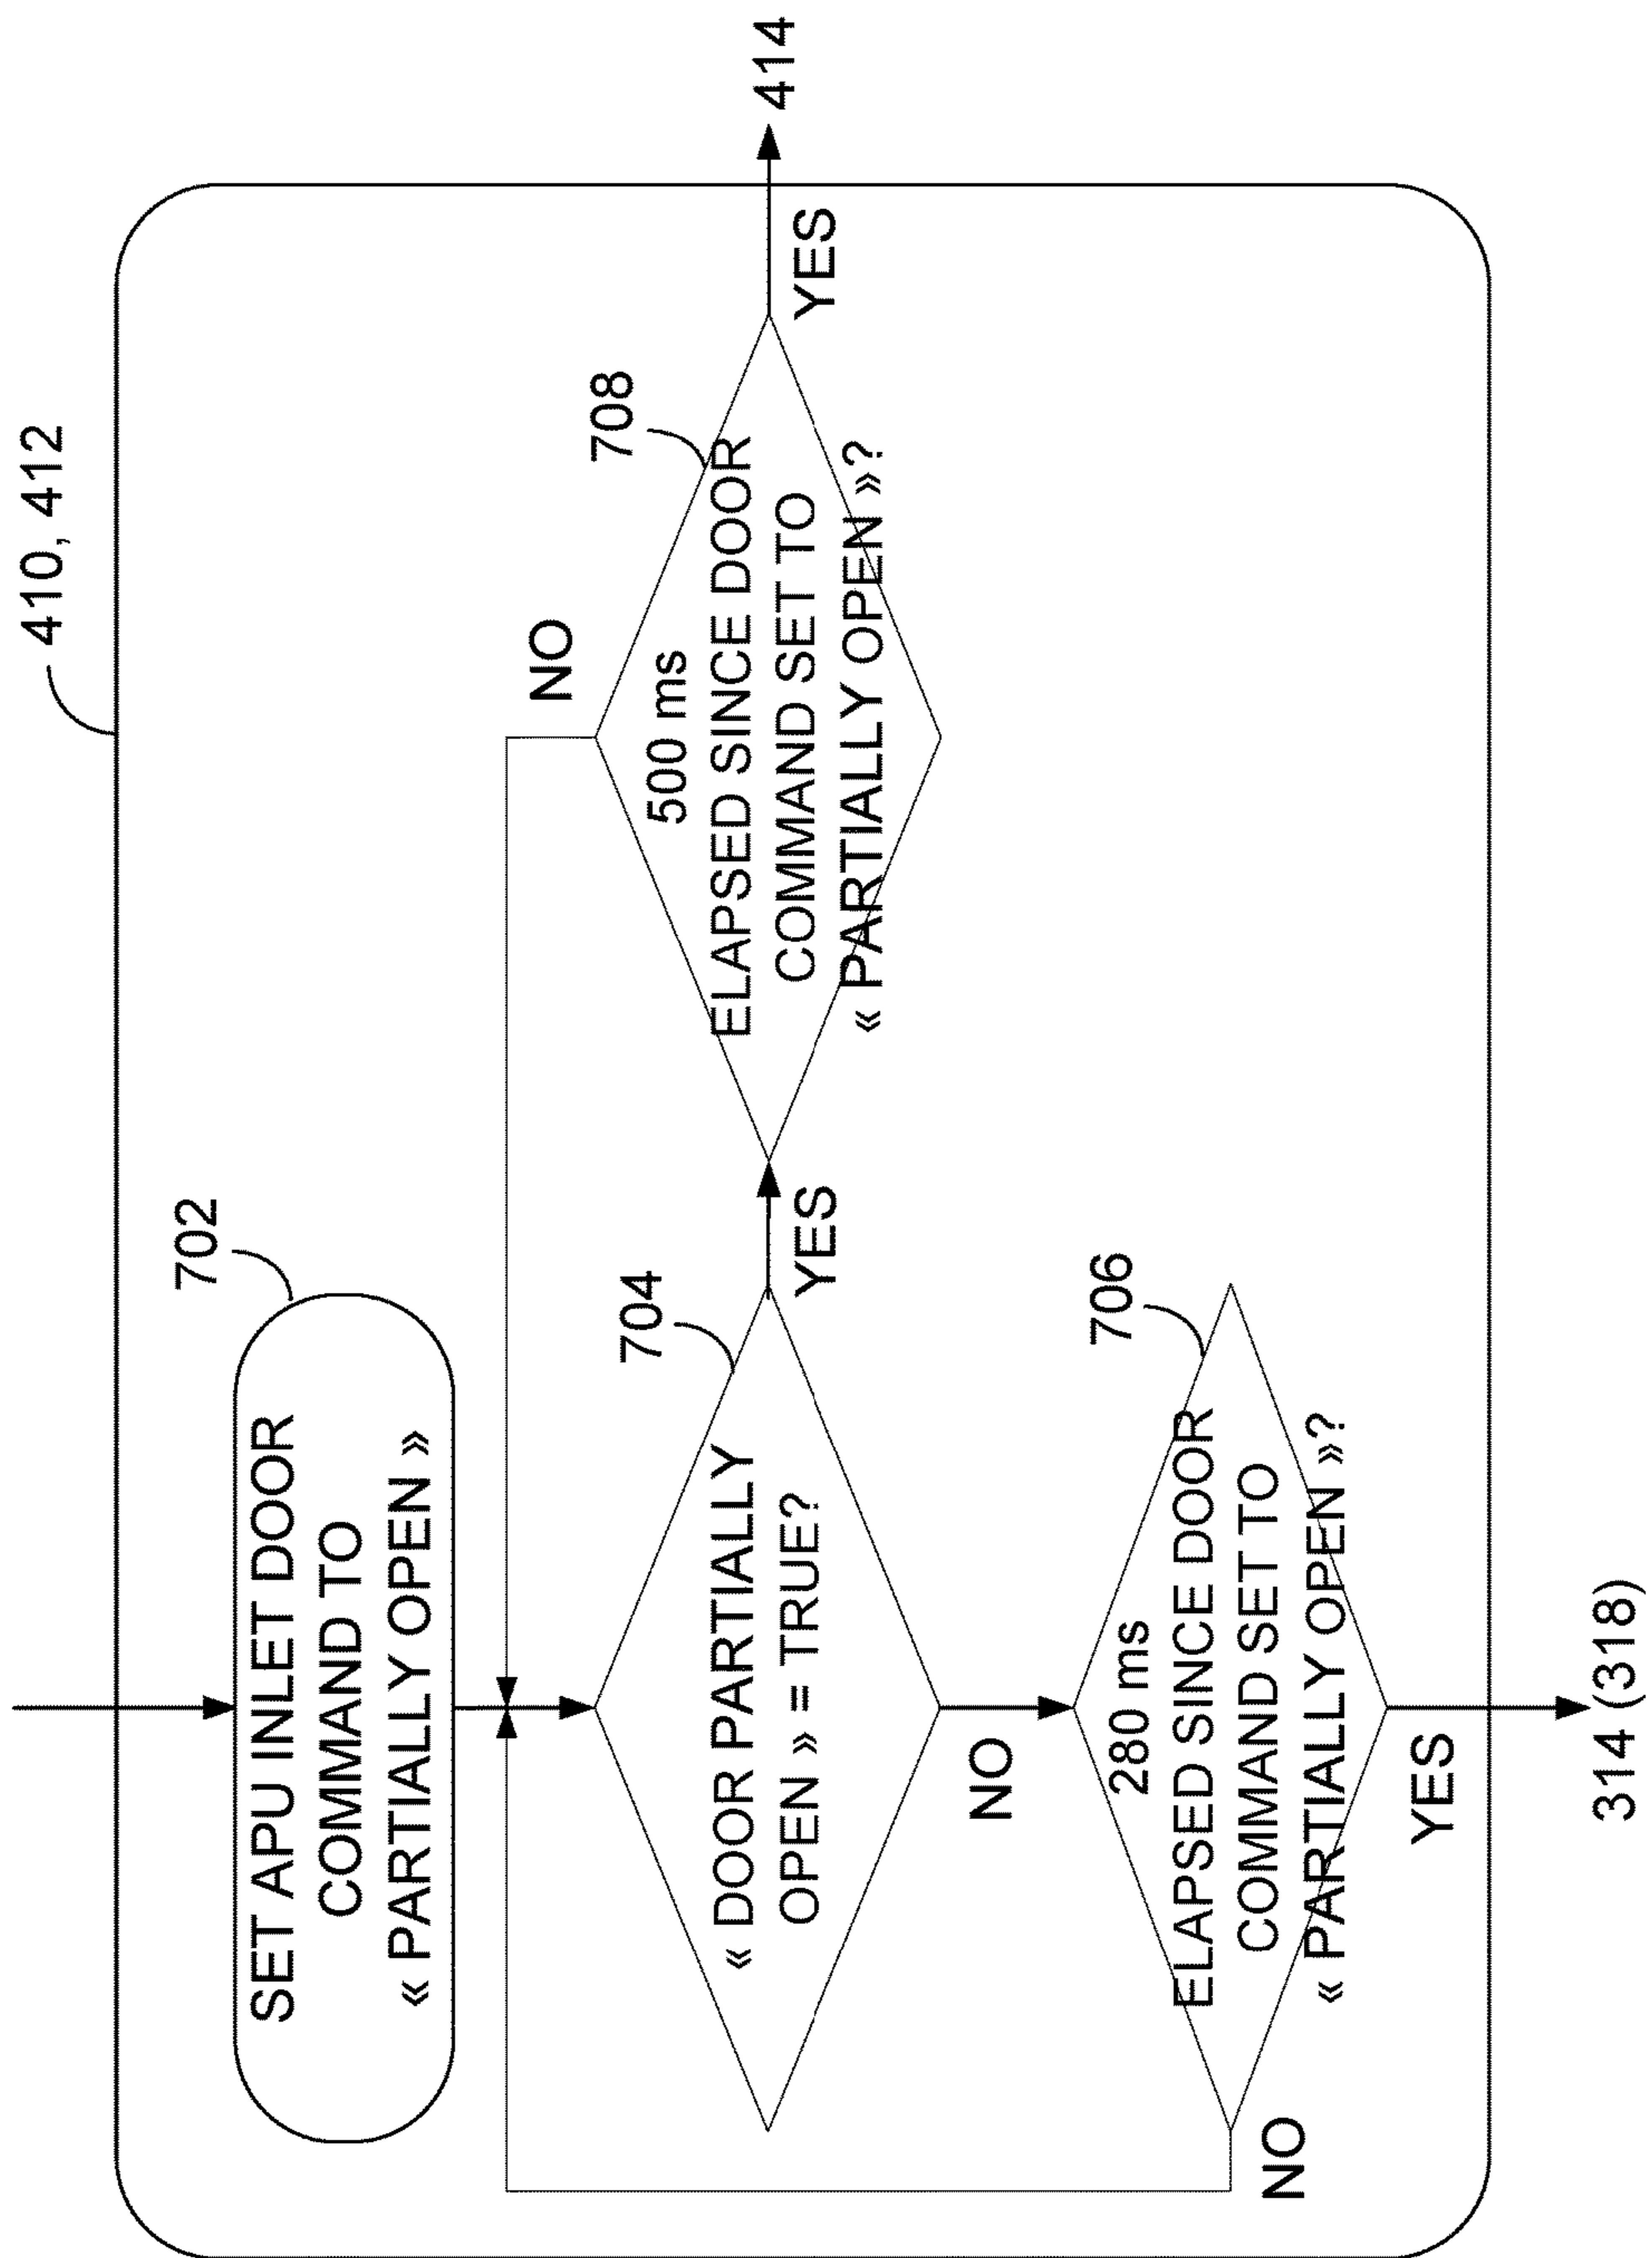 410, 412
702
SET APU INLET DOOR
COMMAND TO
« PARTIALLY OPEN »
704
« DOOR PARTIALLY
OPEN » = TRUE?
YES
NO
708
500 ms
ELAPSED SINCE DOOR
COMMAND SET TO
« PARTIALLY OPEN »?
NO
YES
414
706
280 ms
ELAPSED SINCE DOOR
COMMAND SET TO
« PARTIALLY OPEN »?
NO
YES
314 (318)